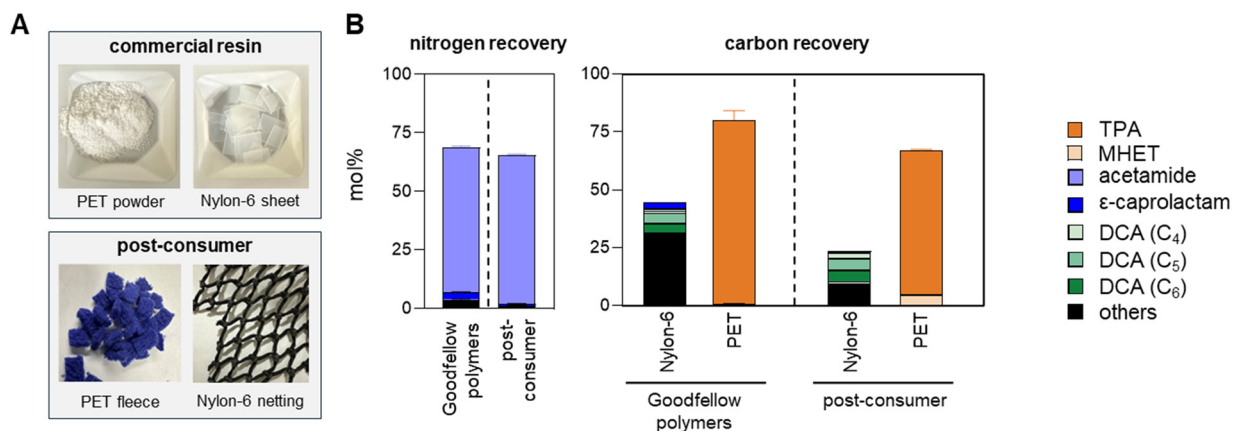 A
commercial resin
PET powder
Nylon-6 sheet
post-consumer
PET fleece
Nylon-6 netting
B
nitrogen recovery
carbon recovery
mol%
100
75
50
25
0
Goodfellow
polymers
post-
consumer
100
75
50
25
0
Nylon-6
PET
Nylon-6
PET
Goodfellow
polymers
post-consumer
TPA
MHET
acetamide
ε-caprolactam
DCA (C₄)
DCA (C₅)
DCA (C₆)
others